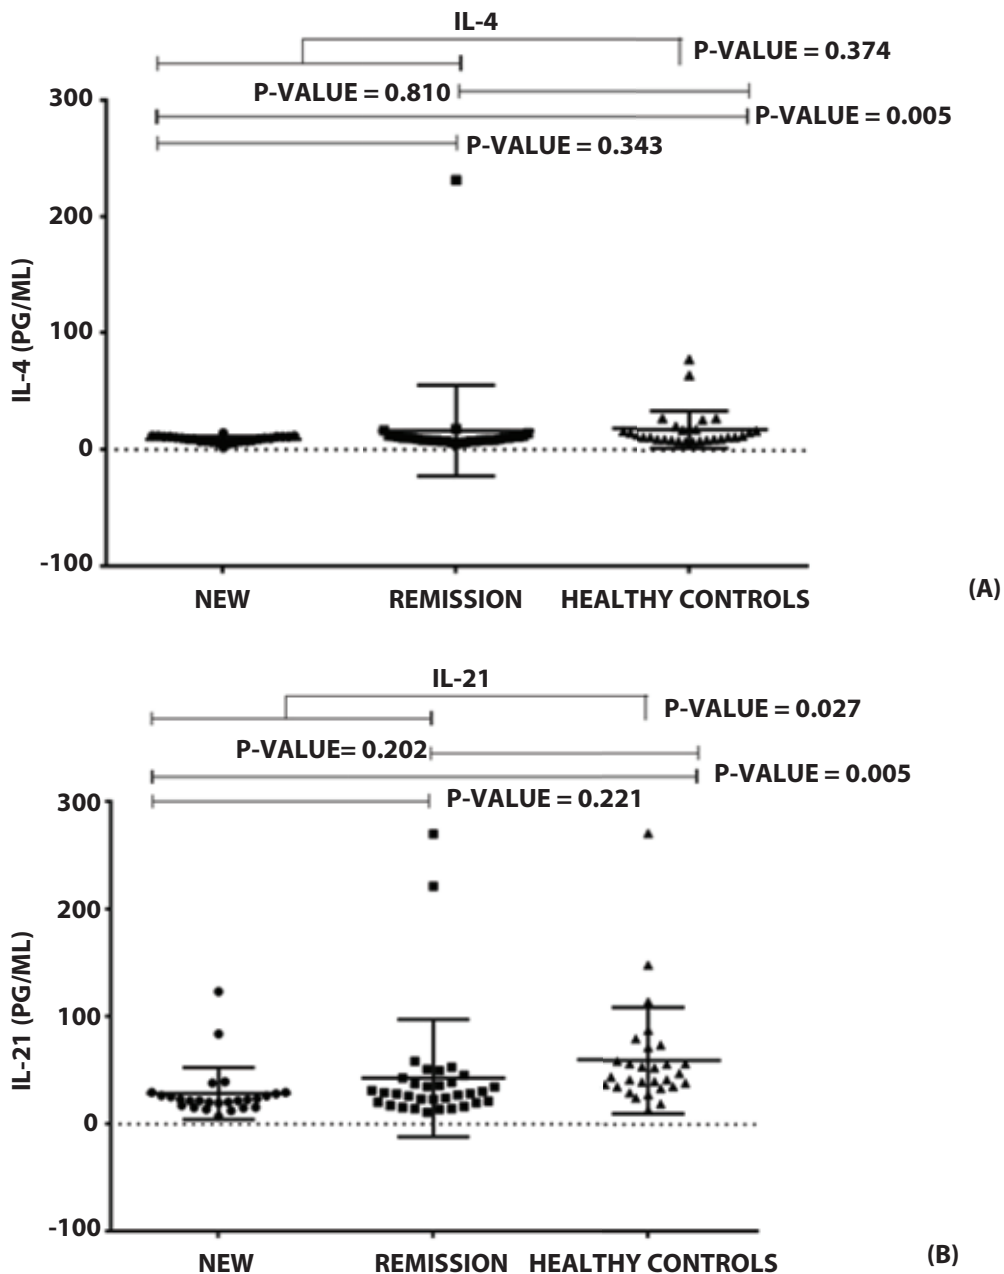 IL-4
P-VALUE = 0.374
P-VALUE = 0.810
300
P-VALUE = 0.005
P-VALUE = 0.343
200
IL-4 (PG/ML)
100
0
-100
NEW REMISSION HEALTHY CONTROLS
(A)
IL-21
P-VALUE = 0.027
P-VALUE= 0.202
P-VALUE = 0.005
300
P-VALUE = 0.221
200
IL-21 (PG/ML)
100
0
-100
NEW REMISSION HEALTHY CONTROLS
(B)